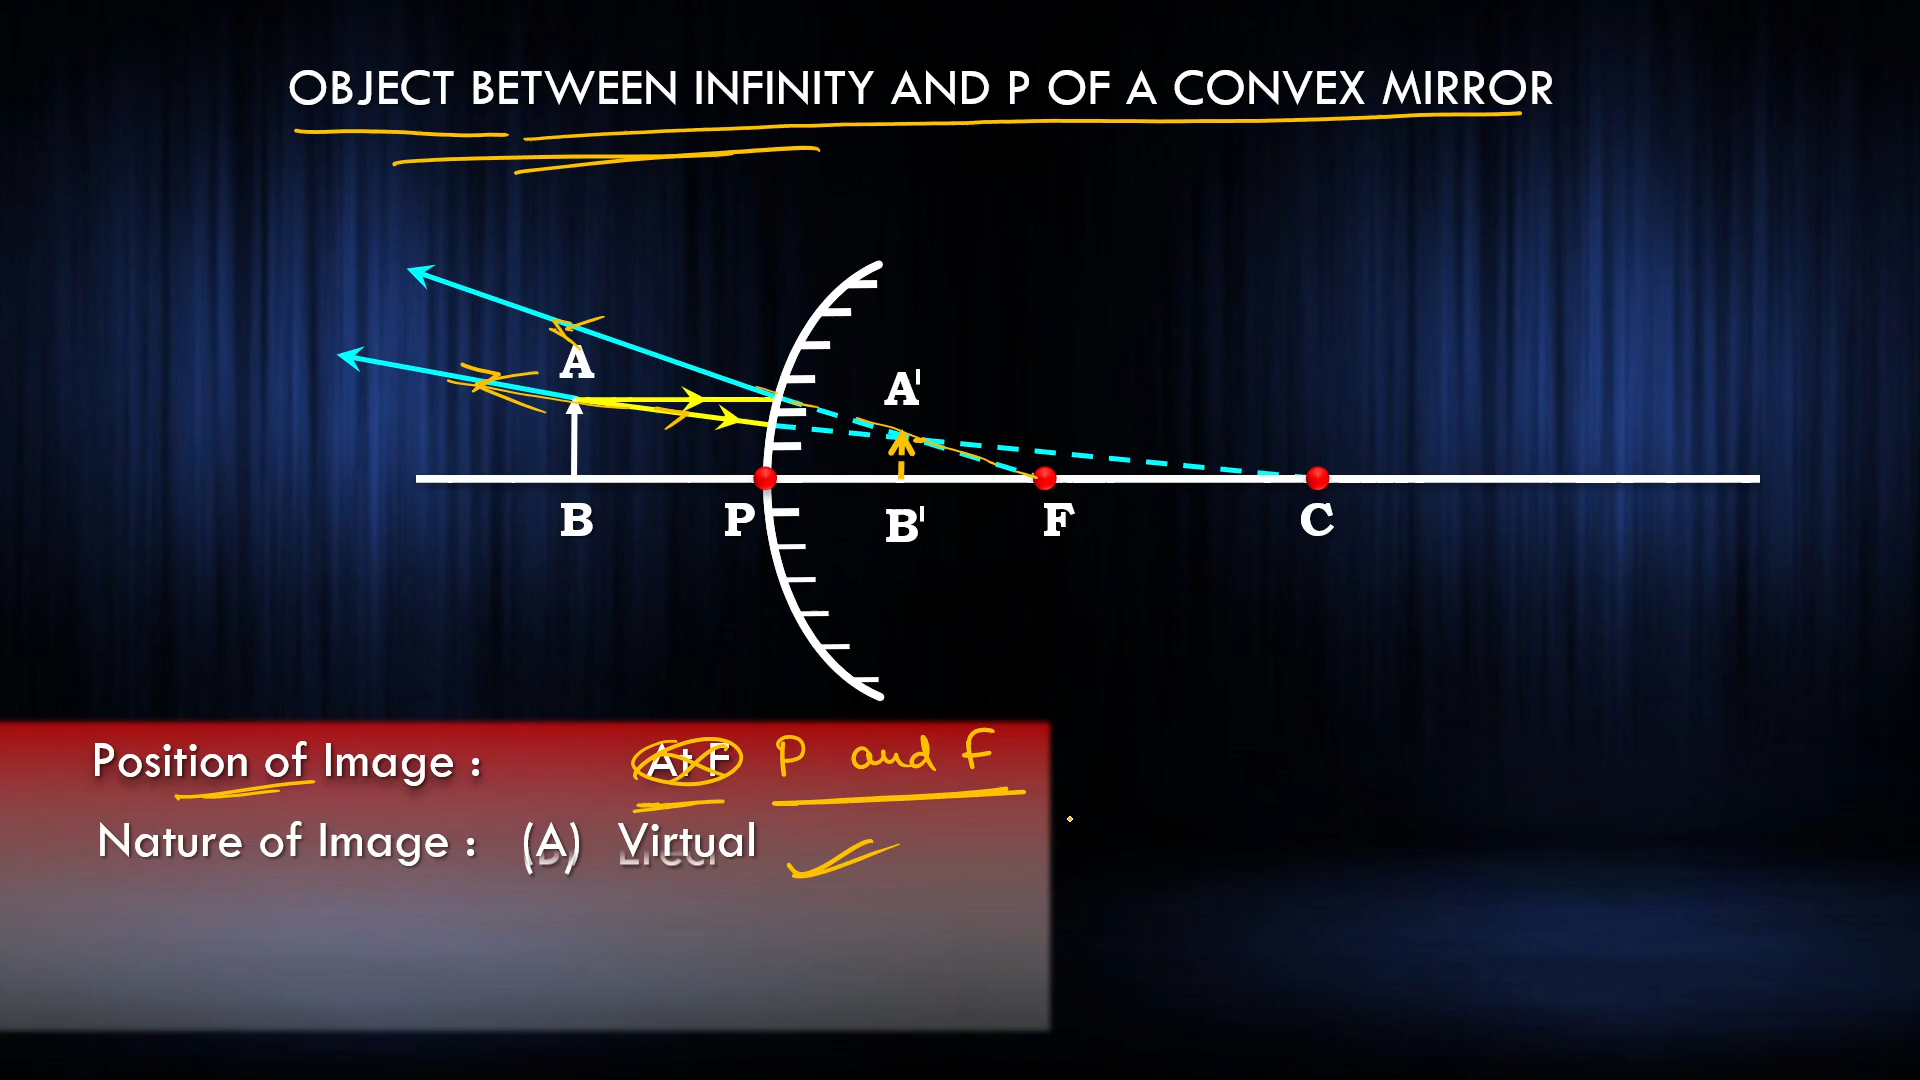 OBJECT BETWEEN INFINITY AND P OF A CONVEX MIRROR
A
A'
B
P
B'
F
C
Position of Image : At F P and F
Nature of Image : (A) Virtual